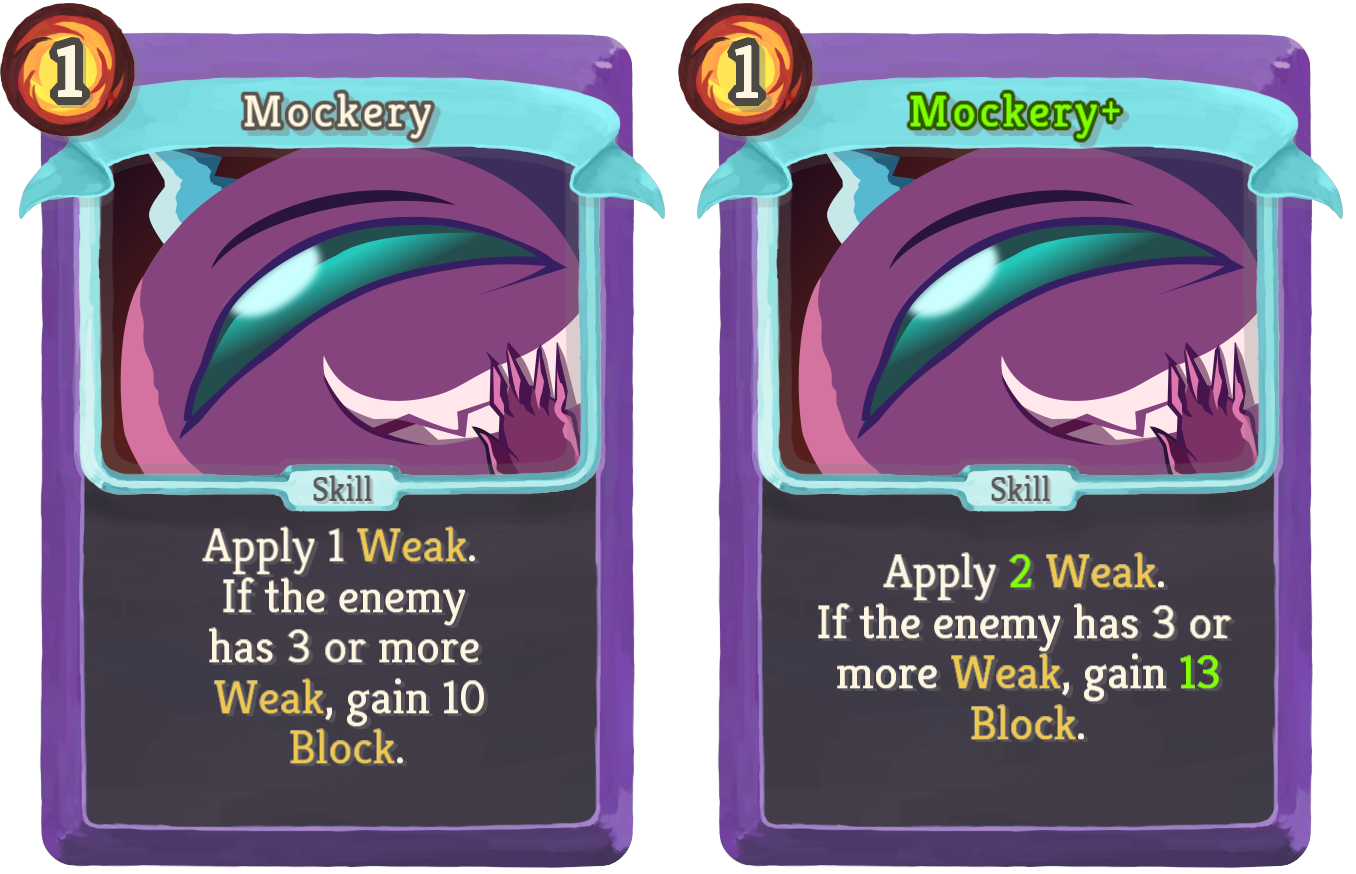 1
Mockery
Skill
Apply 1 Weak.
If the enemy
has 3 or more
Weak, gain 10
Block.
1
Mockery+
Skill
Apply 2 Weak.
If the enemy has 3 or
more Weak, gain 13
Block.